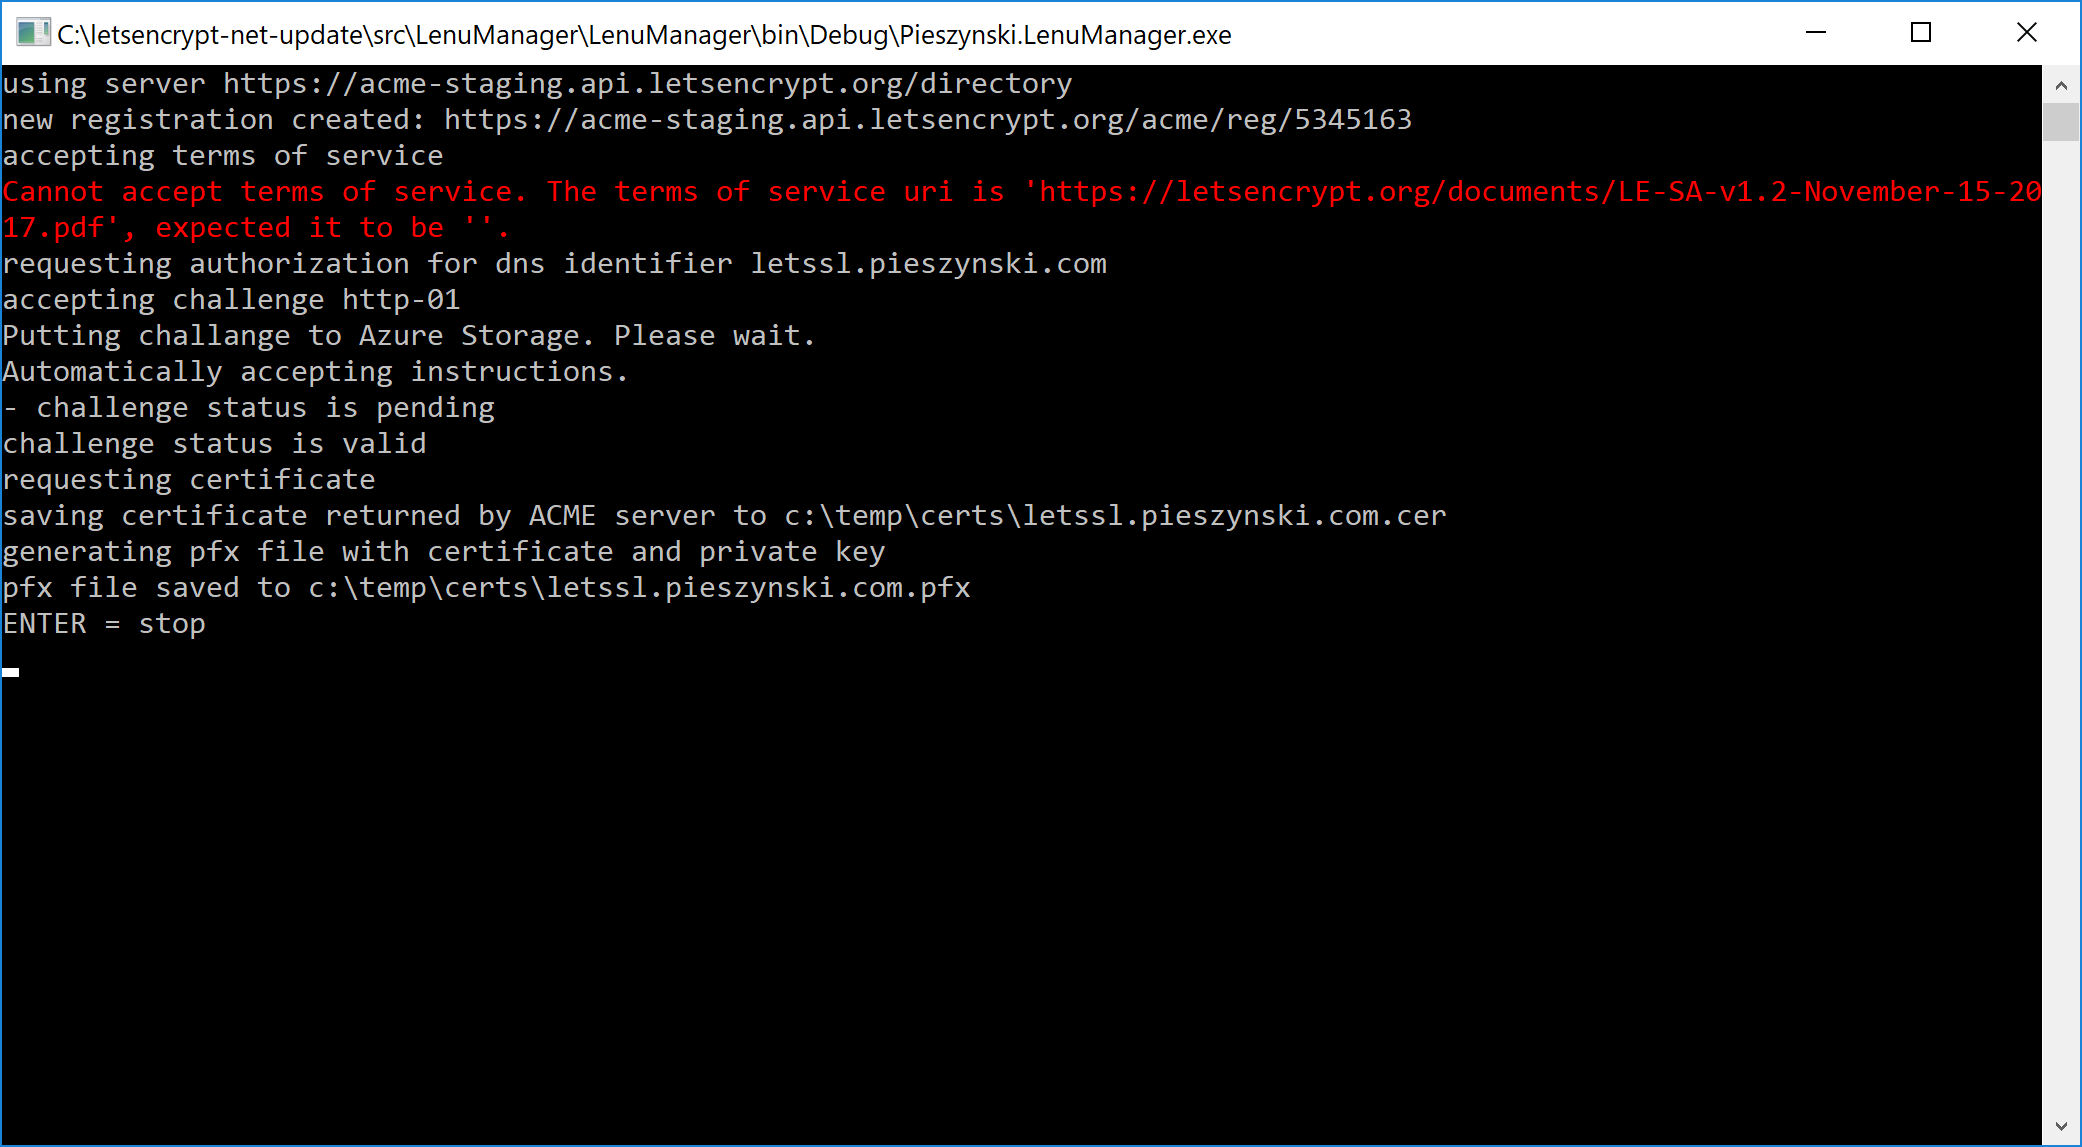 C:\letsencrypt-net-update\src\LenuManager\LenuManager\bin\Debug\Pieszynski.LenuManager.exe
using server https://acme-staging.api.letsencrypt.org/directory
new registration created: https://acme-staging.api.letsencrypt.org/acme/reg/5345163
accepting terms of service
Cannot accept terms of service. The terms of service uri is 'https://letsencrypt.org/documents/LE-SA-v1.2-November-15-20
17.pdf', expected it to be ''.
requesting authorization for dns identifier letssl.pieszynski.com
accepting challenge http-01
Putting challange to Azure Storage. Please wait.
Automatically accepting instructions.
- challenge status is pending
challenge status is valid
requesting certificate
saving certificate returned by ACME server to c:\temp\certs\letssl.pieszynski.com.cer
generating pfx file with certificate and private key
pfx file saved to c:\temp\certs\letssl.pieszynski.com.pfx
ENTER = stop